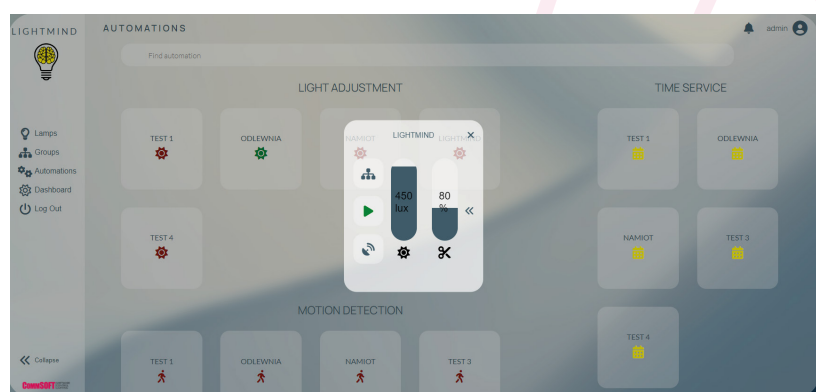 LIGHTMIND
AUTOMATIONS
admin
Find automation
LIGHT ADJUSTMENT
TIME SERVICE
Lamps
Groups
Automations
Dashboard
Log Out
TEST 1
ODLEWNIA
NAMIOT
LIGHTMIND
LIGHTMIND
450
lux
80
%
TEST 1
ODLEWNIA
TEST 4
NAMIOT
TEST 3
MOTION DETECTION
TEST 4
TEST 1
ODLEWNIA
NAMIOT
TEST 3
Collapse
CommSOFT